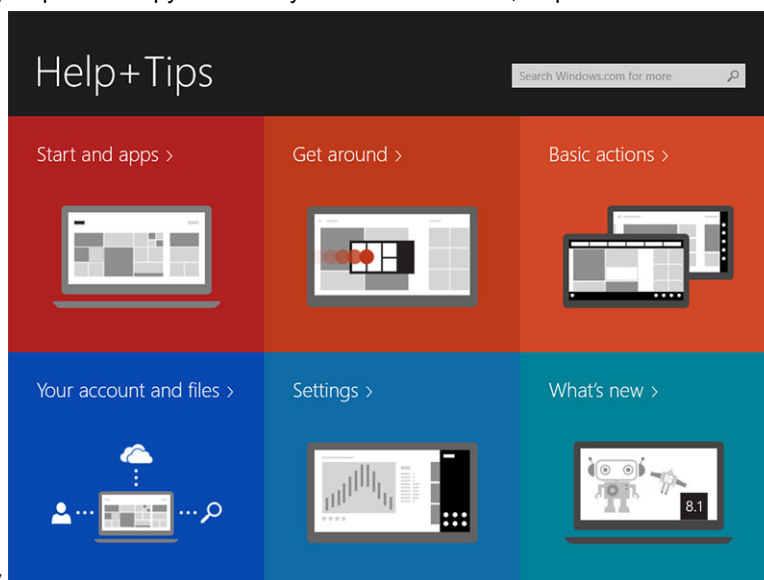 Help+Tips
Search Windows.com for more
Start and apps >
Get around >
Basic actions >
Your account and files >
Settings >
What's new >
8.1